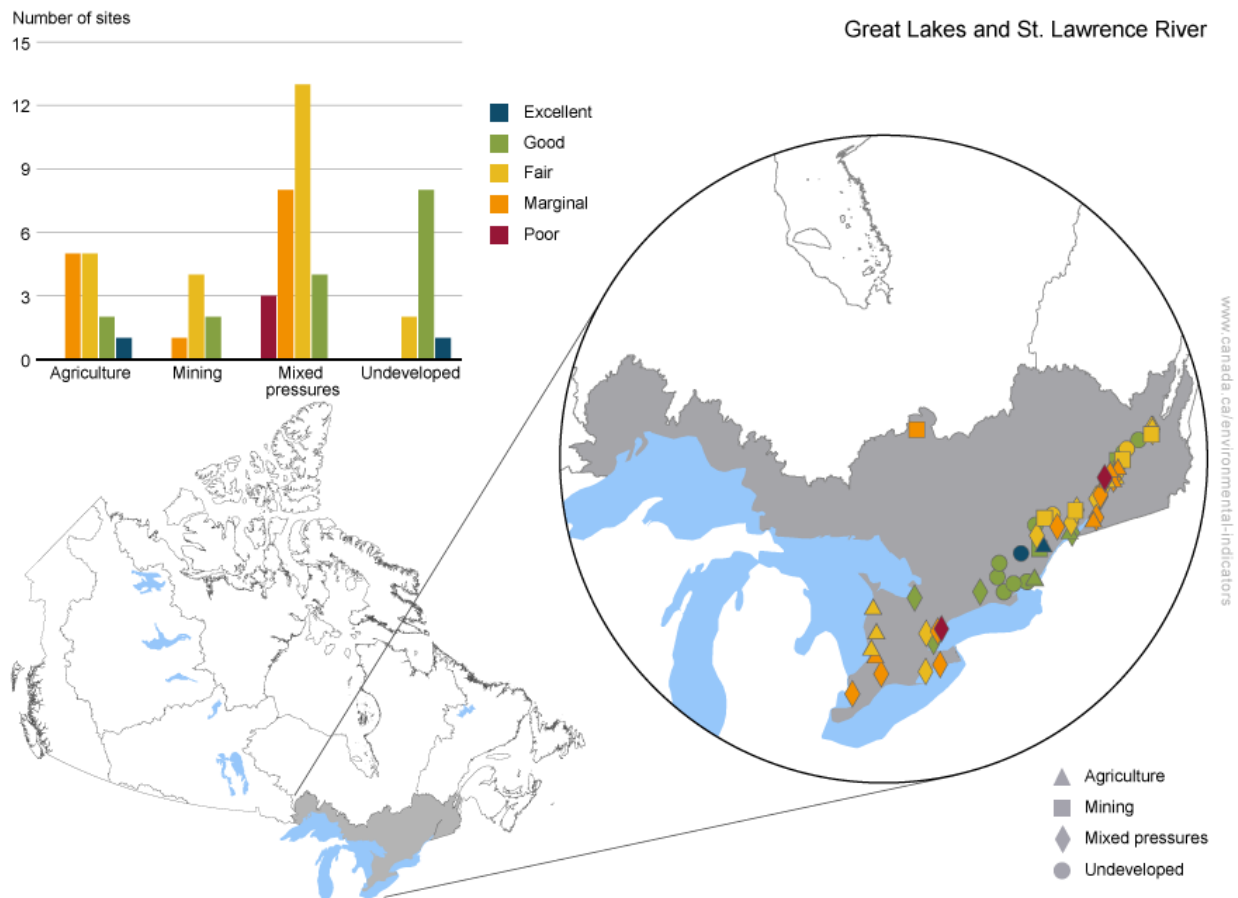 Number of sites
Great Lakes and St. Lawrence River
15
12
9
6
3
0
Agriculture
Mining
Mixed
pressures
Undeveloped
Excellent
Good
Fair
Marginal
Poor
www.canada.ca/environmental-indicators
Agriculture
Mining
Mixed pressures
Undeveloped